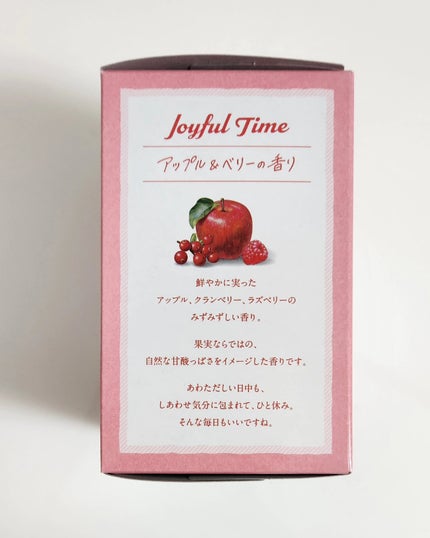 Joyful Time
アップル&ベリーの香り
鮮やかに実った
アップル、クランベリー、ラズベリーの
みずみずしい香り。
果実ならではの、
自然な甘酸っぱさをイメージした香りです。
あわただしい日中も、
しあわせ気分に包まれて、ひと休み。
そんな毎日もいいですね。